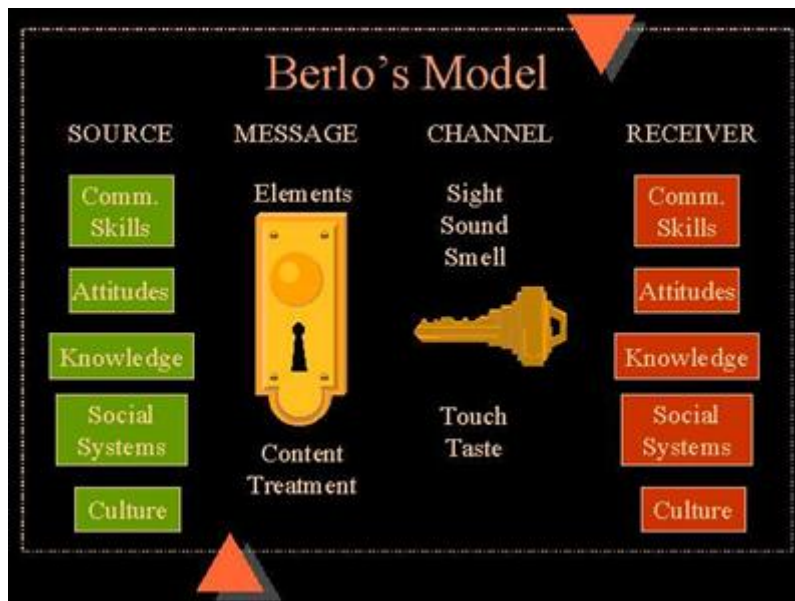 Berlo's Model
SOURCE
MESSAGE
CHANNEL
RECEIVER
Comm.
Skills
Attitudes
Knowledge
Social
Systems
Culture
Elements
Content
Treatment
Sight
Sound
Smell
Touch
Taste
Comm.
Skills
Attitudes
Knowledge
Social
Systems
Culture